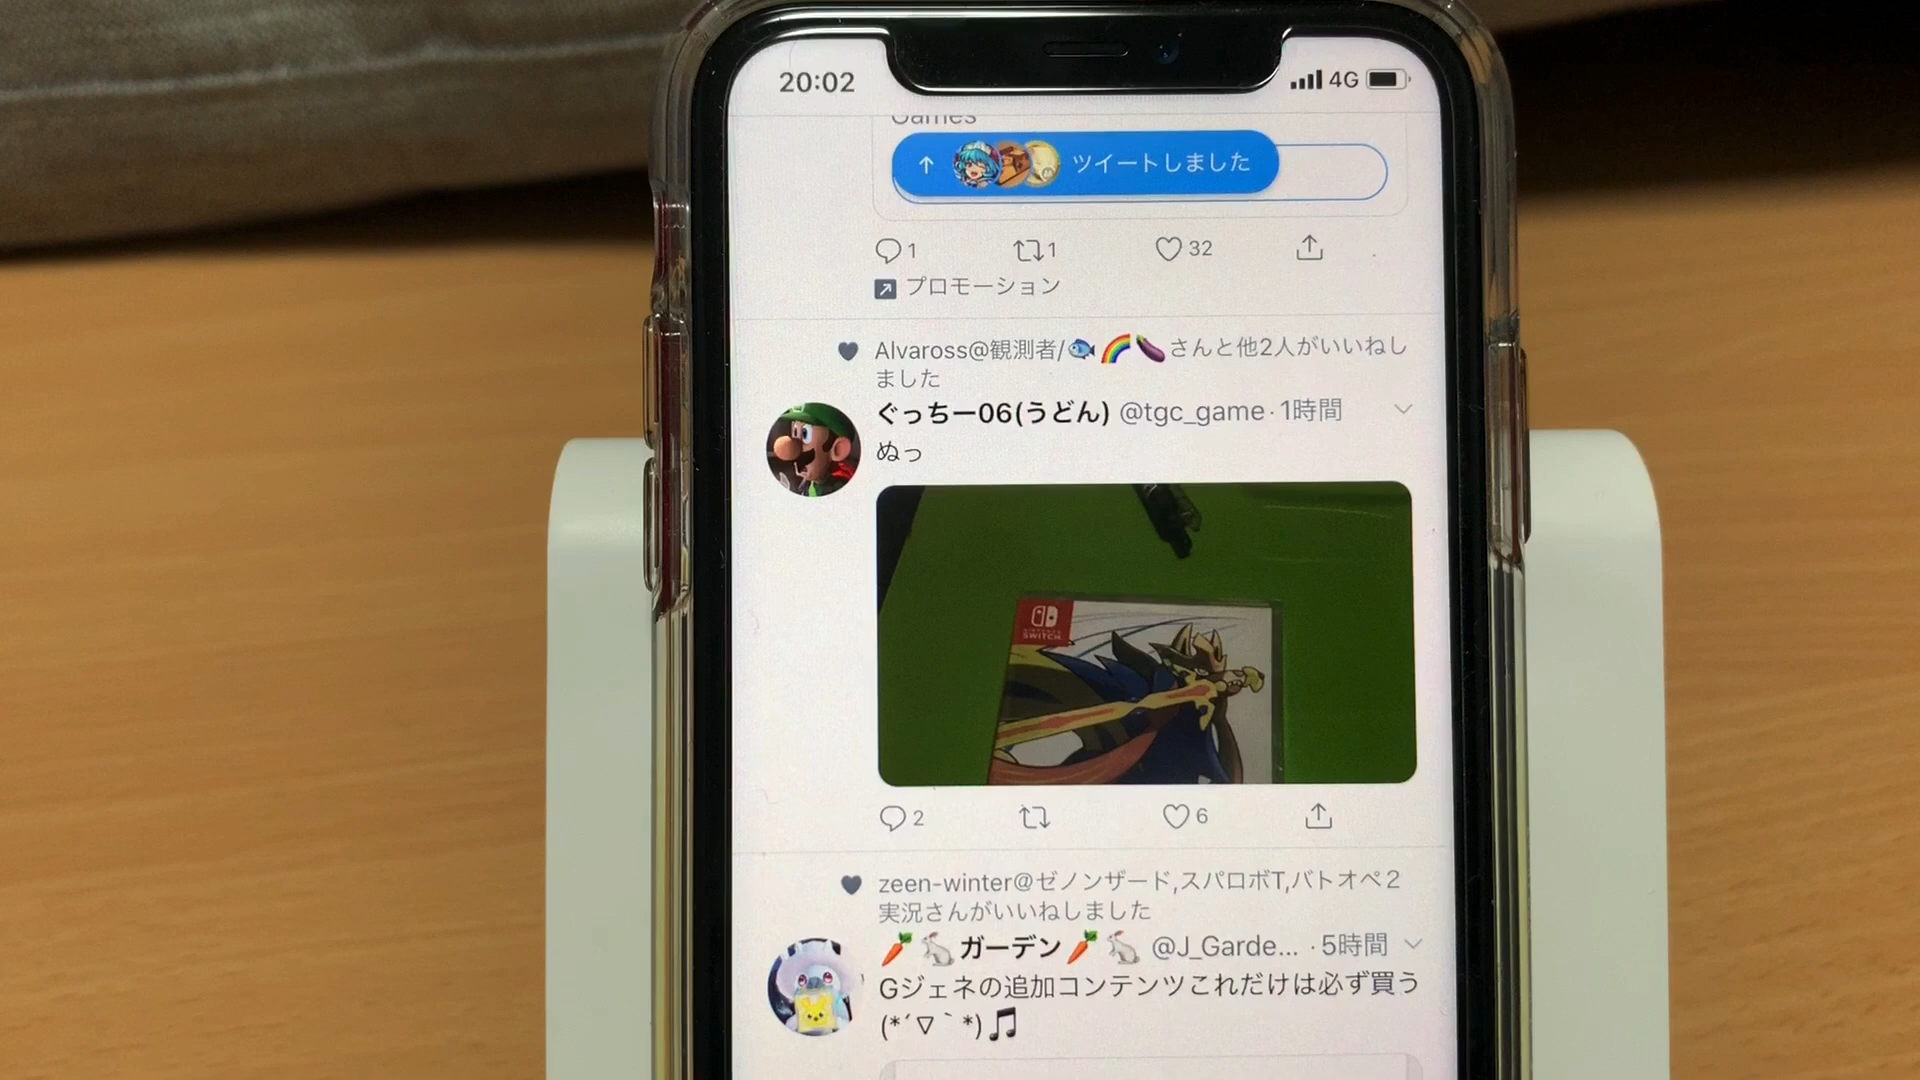 20:02 4G
Games
ツイートしました
1 1 32
プロモーション
Alvaross@観測者/🐟🌈🍆さんと他2人がいいねし
ました
ぐっちー06(うどん) @tgc_game·1時間
ぬっ
NINTENDO
SWITCH
2 6
zeen-winter@ゼノンザード,スパロボT,バトオペ2
実況さんがいいねしました
🥕🐇ガーデン🥕🐇 @J_Garde... ·5時間
Gジェネの追加コンテンツこれだけは必ず買う
(*´▽`*)🎵